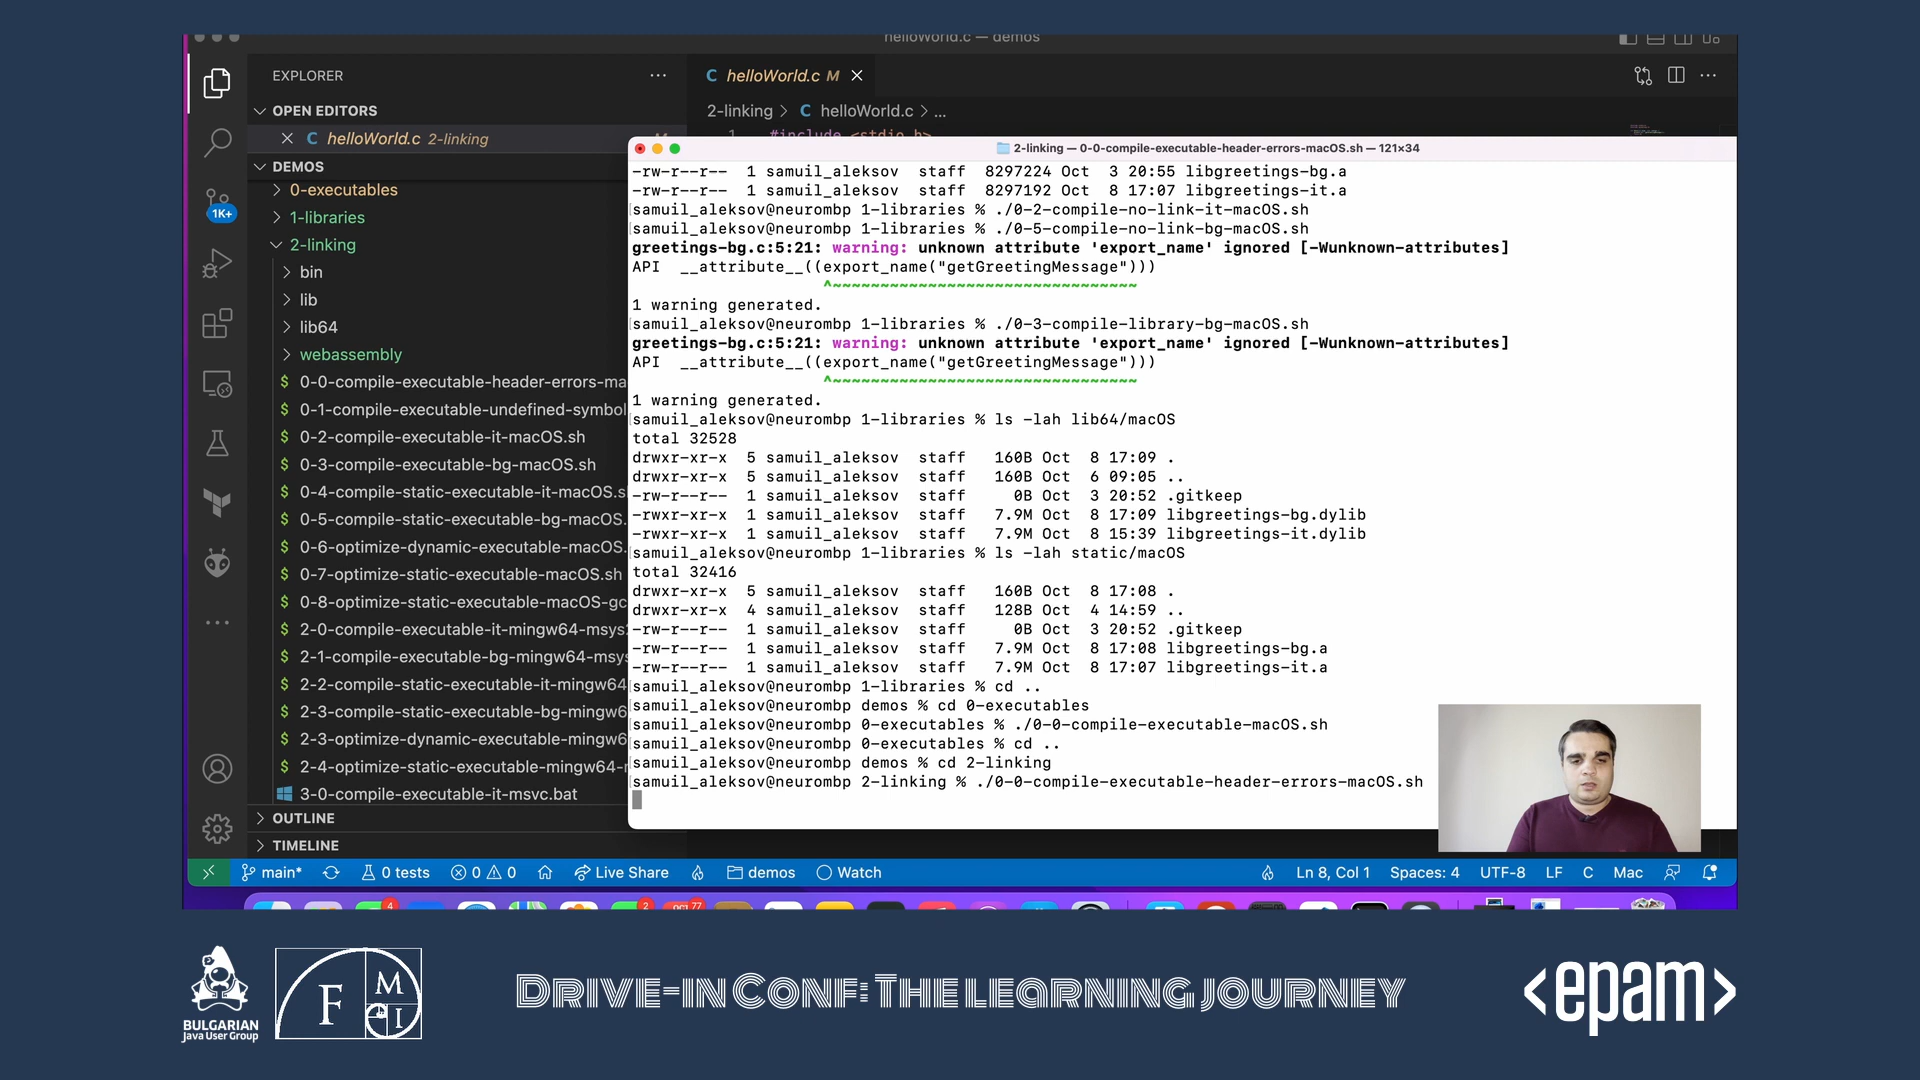 helloWorld.c — demos
EXPLORER
OPEN EDITORS
C helloWorld.c 2-linking M
DEMOS
0-executables
1-libraries
2-linking
bin
lib
lib64
webassembly
$ 0-0-compile-executable-header-errors-ma
$ 0-1-compile-executable-undefined-symbol
$ 0-2-compile-executable-it-macOS.sh
$ 0-3-compile-executable-bg-macOS.sh
$ 0-4-compile-static-executable-it-macOS.sh
$ 0-5-compile-static-executable-bg-macOS.
$ 0-6-optimize-dynamic-executable-macOS.
$ 0-7-optimize-static-executable-macOS.sh
$ 0-8-optimize-static-executable-macOS-gc
$ 2-0-compile-executable-it-mingw64-msys2
$ 2-1-compile-executable-bg-mingw64-msys
$ 2-2-compile-static-executable-it-mingw64
$ 2-3-compile-static-executable-bg-mingw6
$ 2-3-optimize-dynamic-executable-mingw6
$ 2-4-optimize-static-executable-mingw64-
3-0-compile-executable-it-msvc.bat
OUTLINE
TIMELINE
1K+
C helloWorld.c M
2-linking > C helloWorld.c > ...
1 #include <stdio.h>
2-linking — 0-0-compile-executable-header-errors-macOS.sh — 121×34
-rw-r--r--  1 samuil_aleksov  staff  8297224 Oct  3 20:55 libgreetings-bg.a
-rw-r--r--  1 samuil_aleksov  staff  8297192 Oct  8 17:07 libgreetings-it.a
samuil_aleksov@neurombp 1-libraries % ./0-2-compile-no-link-it-macOS.sh
samuil_aleksov@neurombp 1-libraries % ./0-5-compile-no-link-bg-macOS.sh
greetings-bg.c:5:21: warning: unknown attribute 'export_name' ignored [-Wunknown-attributes]
API  __attribute__((export_name("getGreetingMessage")))
^~~~~~~~~~~~~~~~~~~~~~~~~~~~~~~~~
1 warning generated.
samuil_aleksov@neurombp 1-libraries % ./0-3-compile-library-bg-macOS.sh
greetings-bg.c:5:21: warning: unknown attribute 'export_name' ignored [-Wunknown-attributes]
API  __attribute__((export_name("getGreetingMessage")))
^~~~~~~~~~~~~~~~~~~~~~~~~~~~~~~~~
1 warning generated.
samuil_aleksov@neurombp 1-libraries % ls -lah lib64/macOS
total 32528
drwxr-xr-x  5 samuil_aleksov  staff   160B Oct  8 17:09 .
drwxr-xr-x  5 samuil_aleksov  staff   160B Oct  6 09:05 ..
-rw-r--r--  1 samuil_aleksov  staff     0B Oct  3 20:52 .gitkeep
-rwxr-xr-x  1 samuil_aleksov  staff   7.9M Oct  8 17:09 libgreetings-bg.dylib
-rwxr-xr-x  1 samuil_aleksov  staff   7.9M Oct  8 15:39 libgreetings-it.dylib
samuil_aleksov@neurombp 1-libraries % ls -lah static/macOS
total 32416
drwxr-xr-x  5 samuil_aleksov  staff   160B Oct  8 17:08 .
drwxr-xr-x  4 samuil_aleksov  staff   128B Oct  4 14:59 ..
-rw-r--r--  1 samuil_aleksov  staff     0B Oct  3 20:52 .gitkeep
-rw-r--r--  1 samuil_aleksov  staff   7.9M Oct  8 17:08 libgreetings-bg.a
-rw-r--r--  1 samuil_aleksov  staff   7.9M Oct  8 17:07 libgreetings-it.a
samuil_aleksov@neurombp 1-libraries % cd ..
samuil_aleksov@neurombp demos % cd 0-executables
samuil_aleksov@neurombp 0-executables % ./0-0-compile-executable-macOS.sh
samuil_aleksov@neurombp 0-executables % cd ..
samuil_aleksov@neurombp demos % cd 2-linking
samuil_aleksov@neurombp 2-linking % ./0-0-compile-executable-header-errors-macOS.sh
main* 0 tests 0 0 Live Share demos Watch Ln 8, Col 1 Spaces: 4 UTF-8 LF C Mac
4 2 77
BULGARIAN
Java User Group
F M I
DRIVE-IN CONF: THE LEARNING JOURNEY
<epam>